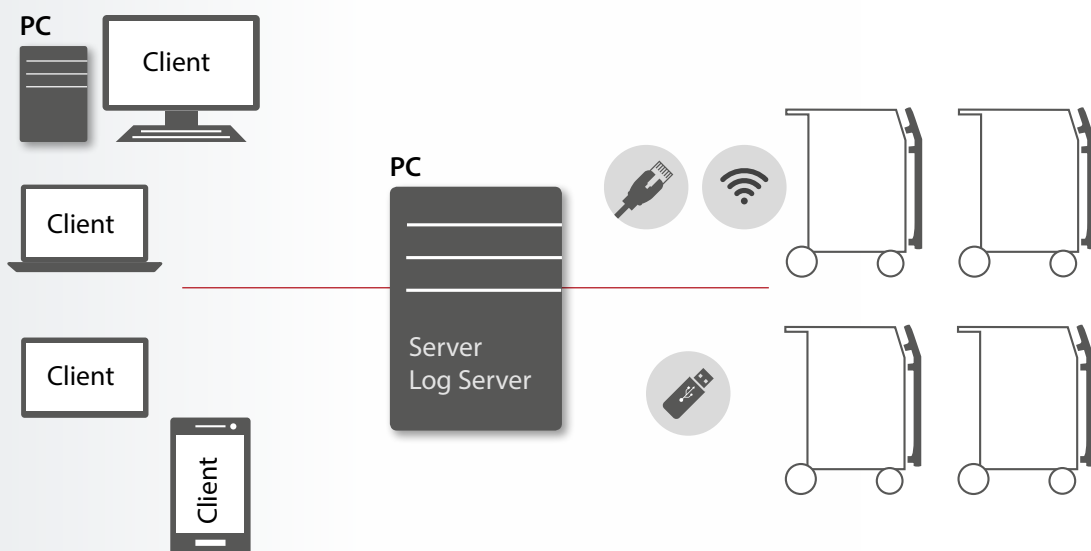 PC
Client
Client
Client
Client
PC
Server
Log Server